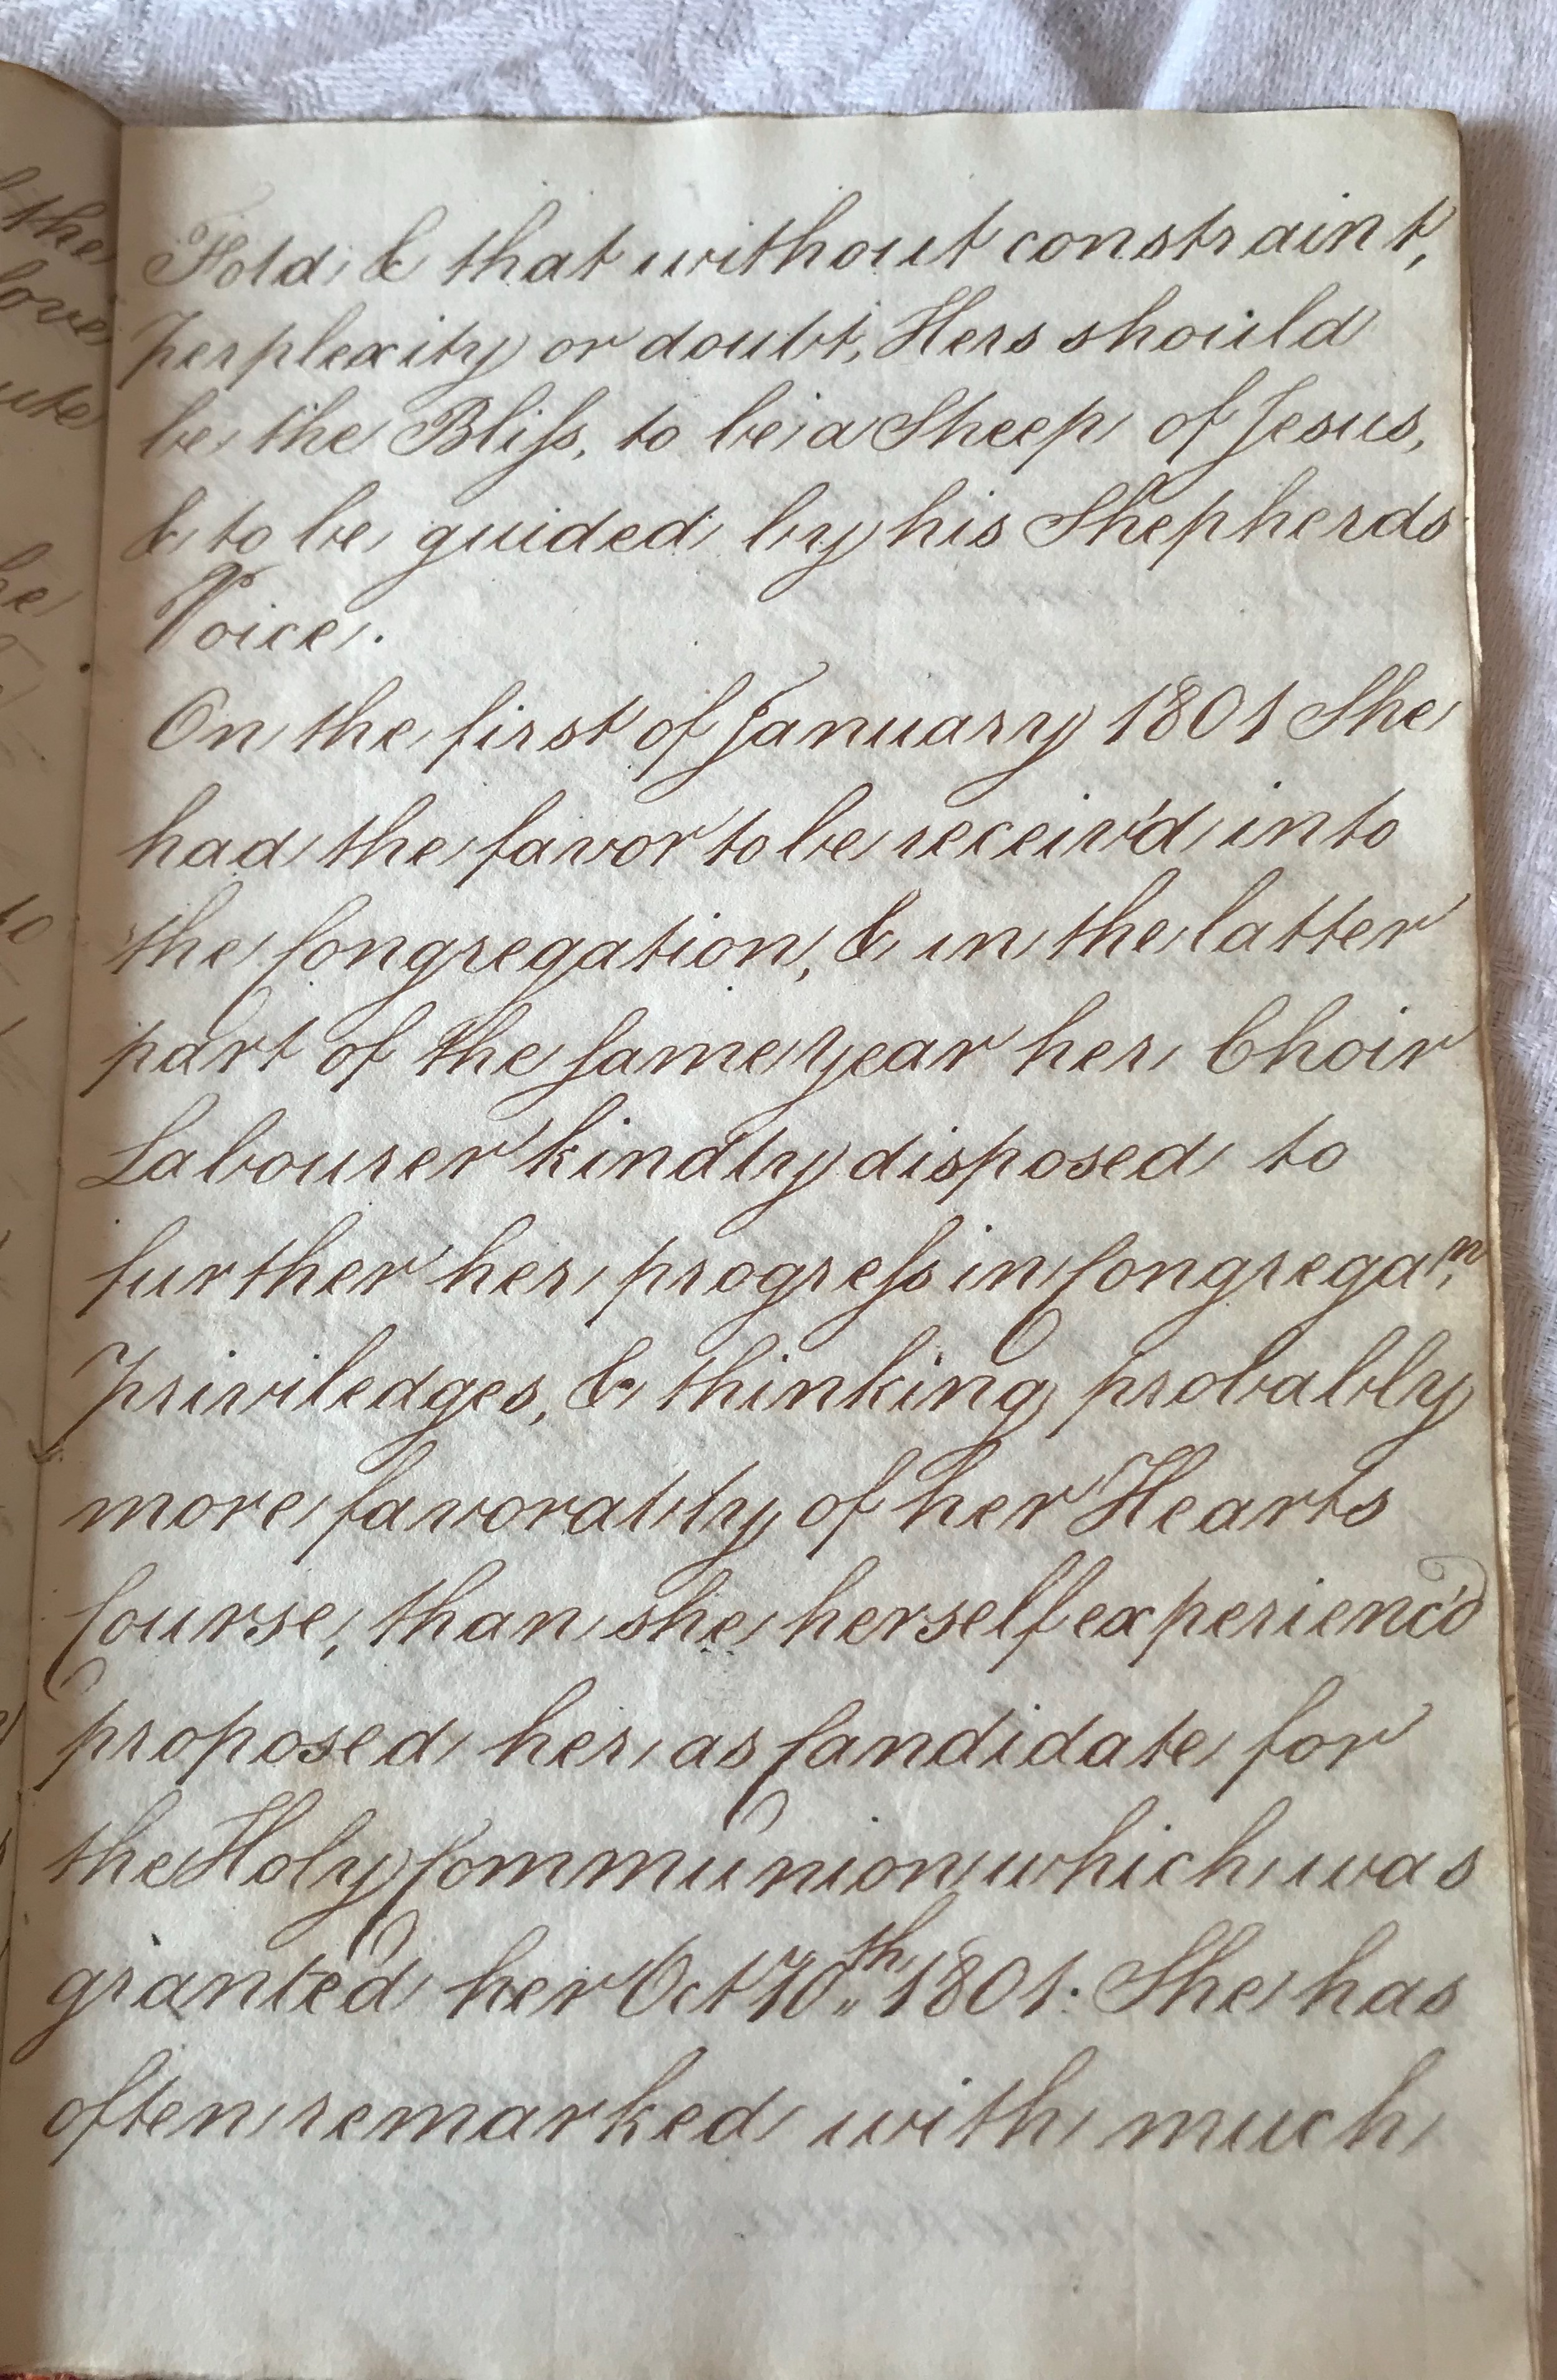 Fold, & that without constraint,
perplexity or doubt, Hers should
be the Bliſs, to be a Sheep of Jesus,
& to be guided by his Shepherds
Voice.
On the first of January 1801 She
had the favor to be receiv'd into
the Congregation, & in the latter
part of the same year her Choir
Labourer kindly disposed to
further her progreſs in Congregatn.
Priviledges, & thinking probably
more favorably of her Hearts
Course, than she herself experienc'd
proposed her as Candidate for
the Holy Communion which was
granted her Oct 10th 1801. She has
often remarked with much
the
love
he
to